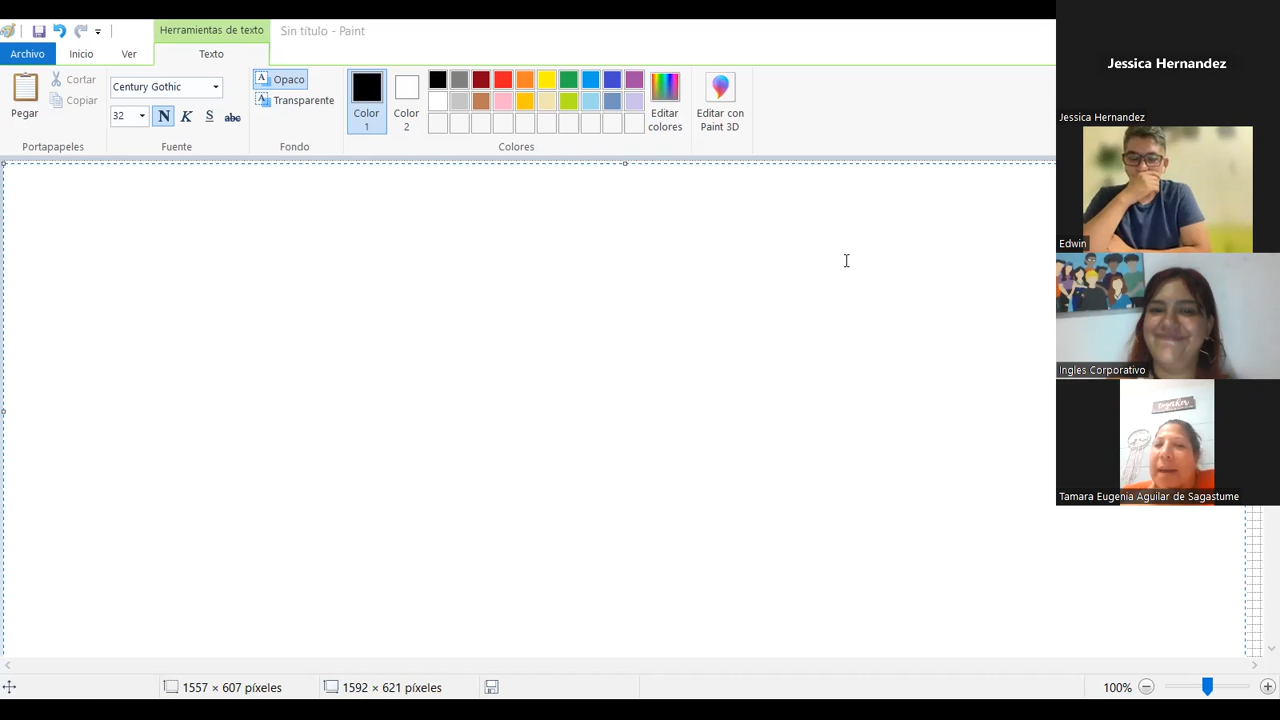 Herramientas de texto
Sin título - Paint
Archivo
Inicio
Ver
Texto
Pegar
Cortar
Copiar
Portapapeles
Century Gothic
32
N K S abc
Fuente
Opaco
Transparente
Fondo
Color 1
Color 2
Editar colores
Colores
Editar con Paint 3D
Jessica Hernandez
Jessica Hernandez
Edwin
Ingles Corporativo
together
Tamara Eugenia Aguilar de Sagastume
1557 × 607 píxeles
1592 × 621 píxeles
100%